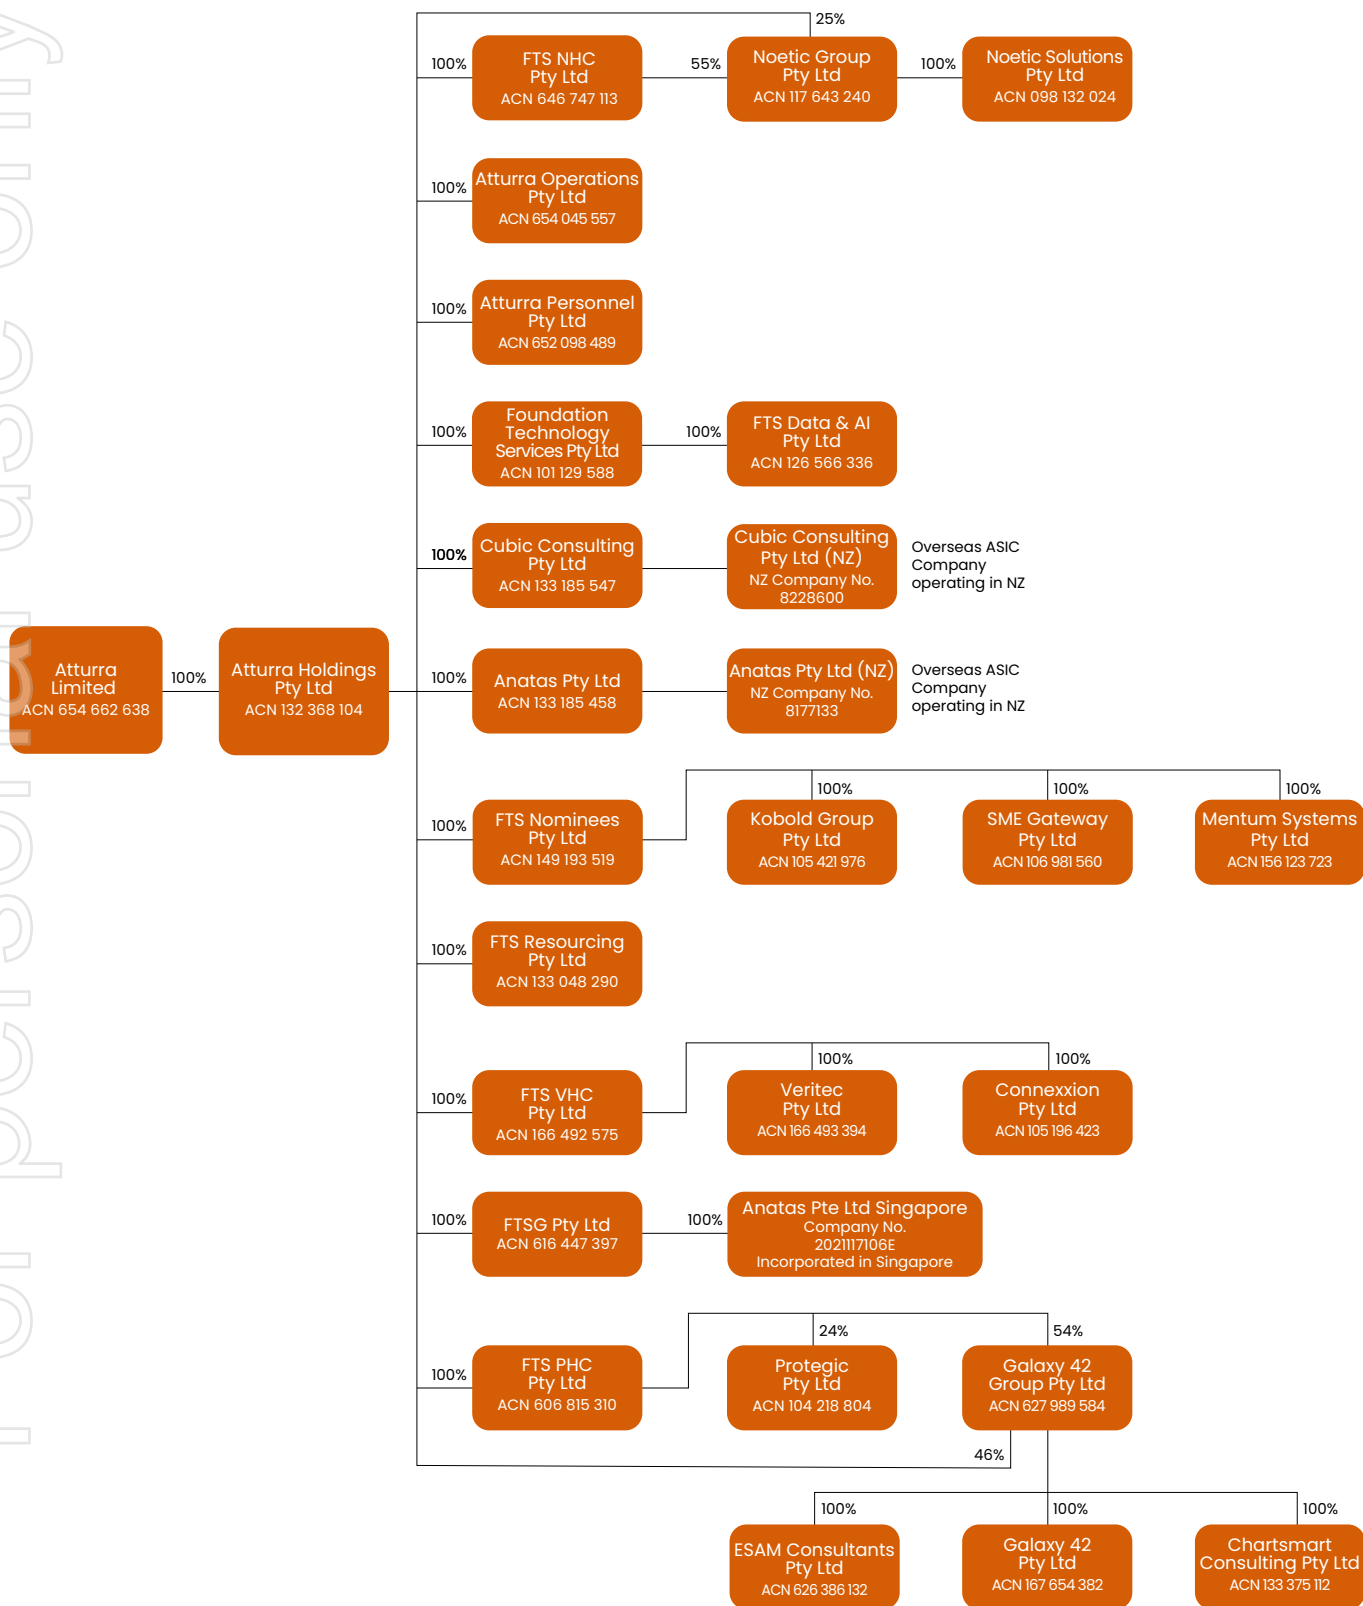 For personal use only
25%
100%
FTS NHC
Pty Ltd
ACN 646 747 113
55%
Noetic Group
Pty Ltd
ACN 117 643 240
100%
Noetic Solutions
Pty Ltd
ACN 098 132 024
100%
Atturra Operations
Pty Ltd
ACN 654 045 557
100%
Atturra Personnel
Pty Ltd
ACN 652 098 489
100%
Foundation
Technology
Services Pty Ltd
ACN 101 129 588
100%
FTS Data & AI
Pty Ltd
ACN 126 566 336
100%
Cubic Consulting
Pty Ltd
ACN 133 185 547
Cubic Consulting
Pty Ltd (NZ)
NZ Company No.
8228600
Overseas ASIC
Company
operating in NZ
Atturra
Limited
ACN 654 662 638
100%
Atturra Holdings
Pty Ltd
ACN 132 368 104
100%
Anatas Pty Ltd
ACN 133 185 458
Anatas Pty Ltd (NZ)
NZ Company No.
8177133
Overseas ASIC
Company
operating in NZ
100%
FTS Nominees
Pty Ltd
ACN 149 193 519
100%
Kobold Group
Pty Ltd
ACN 105 421 976
100%
SME Gateway
Pty Ltd
ACN 106 981 560
100%
Mentum Systems
Pty Ltd
ACN 156 123 723
100%
FTS Resourcing
Pty Ltd
ACN 133 048 290
100%
FTS VHC
Pty Ltd
ACN 166 492 575
100%
Veritec
Pty Ltd
ACN 166 493 394
100%
Connexxion
Pty Ltd
ACN 105 196 423
100%
FTSG Pty Ltd
ACN 616 447 397
100%
Anatas Pte Ltd Singapore
Company No.
2021117106E
Incorporated in Singapore
100%
FTS PHC
Pty Ltd
ACN 606 815 310
24%
Protegic
Pty Ltd
ACN 104 218 804
54%
Galaxy 42
Group Pty Ltd
ACN 627 989 584
46%
100%
ESAM Consultants
Pty Ltd
ACN 626 386 132
100%
Galaxy 42
Pty Ltd
ACN 167 654 382
100%
Chartsmart
Consulting Pty Ltd
ACN 133 375 112